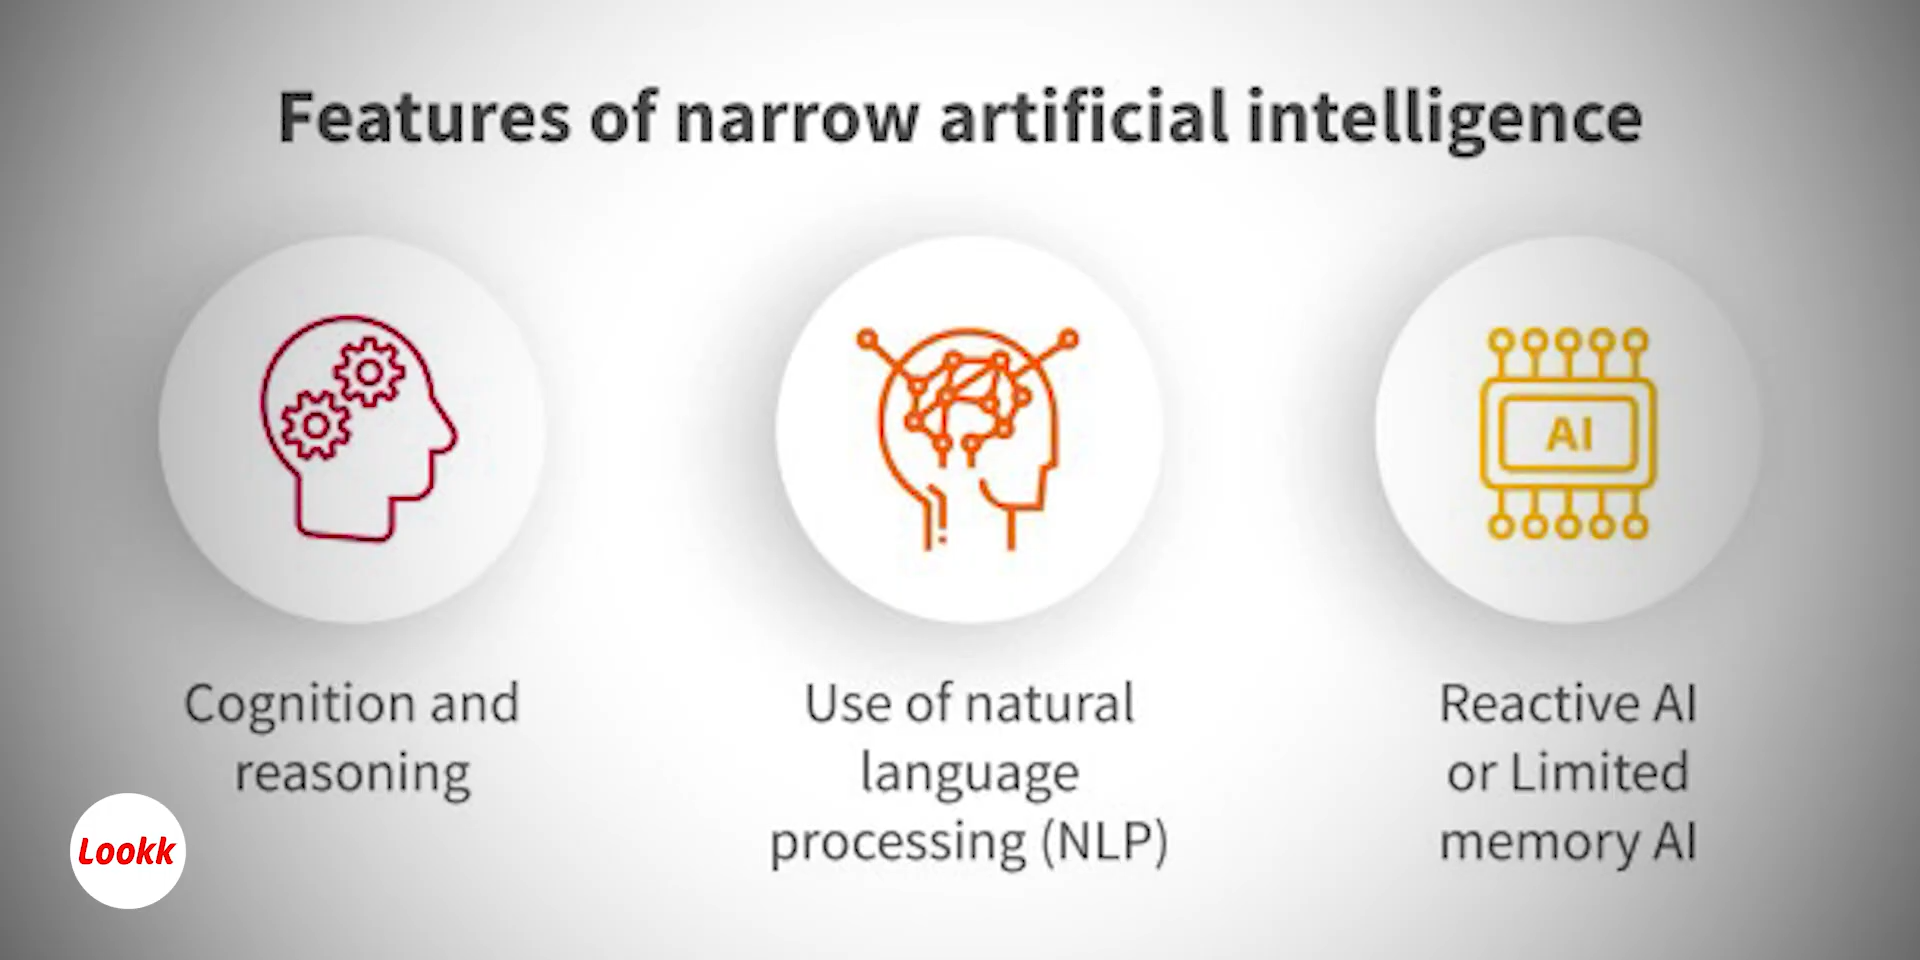 Features of narrow artificial intelligence
AI
Cognition and
reasoning
Use of natural
language
processing (NLP)
Reactive AI
or Limited
memory AI
Lookk